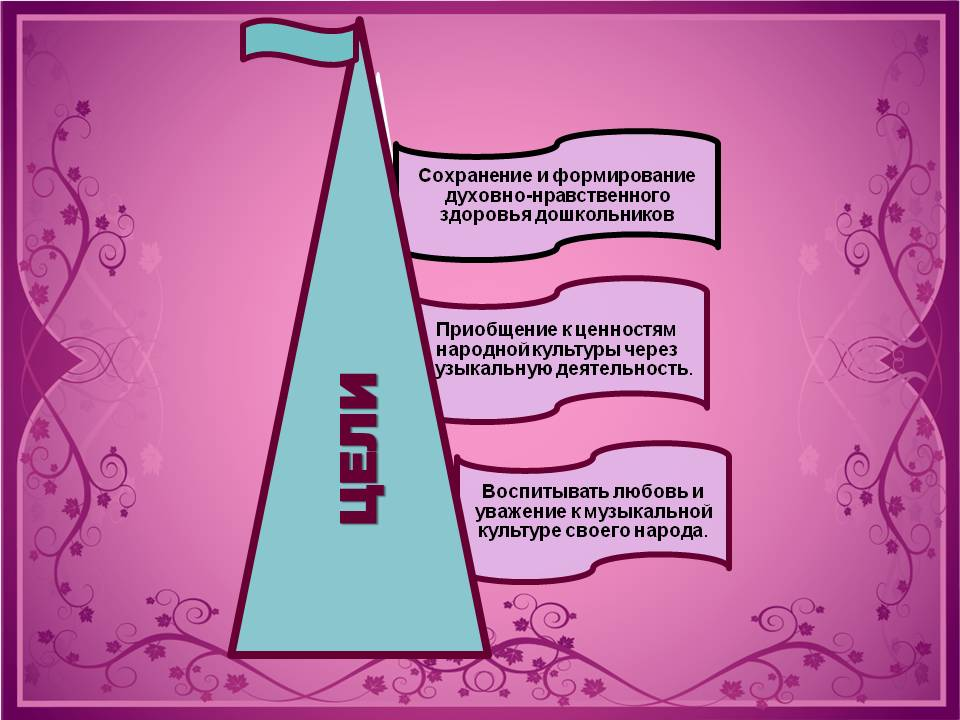 ЦЕЛИ
Сохранение и формирование
духовно-нравственного
здоровья дошкольников
Приобщение к ценностям
народной культуры через
узыкальную деятельность.
Воспитывать любовь и
уважение к музыкальной
культуре своего народа.